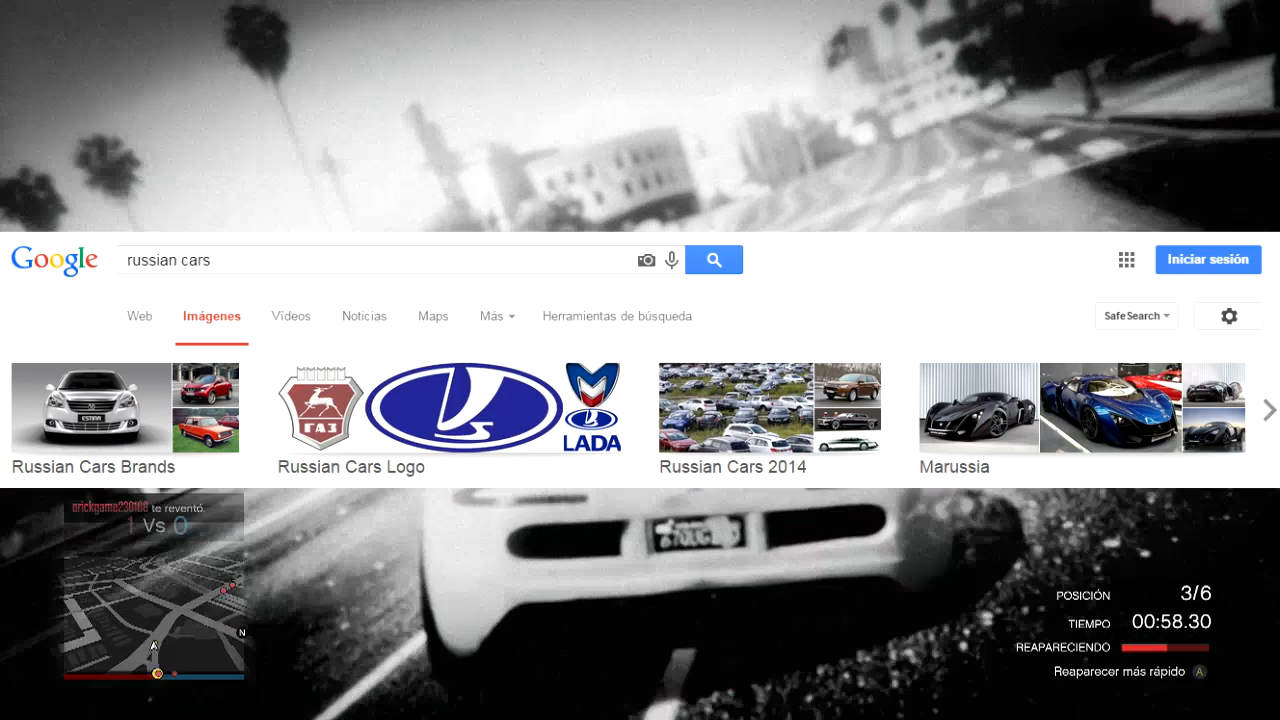 Google
russian cars
Iniciar sesión
Web Imágenes Vídeos Noticias Maps Más Herramientas de búsqueda
SafeSearch
ESTINA
ГАЗ
LADA
Russian Cars Brands
Russian Cars Logo
Russian Cars 2014
Marussia
erickgame230108 te reventó.
1 Vs 0
N
POSICIÓN 3/6
TIEMPO 00:58.30
REAPARECIENDO
Reaparecer más rápido A